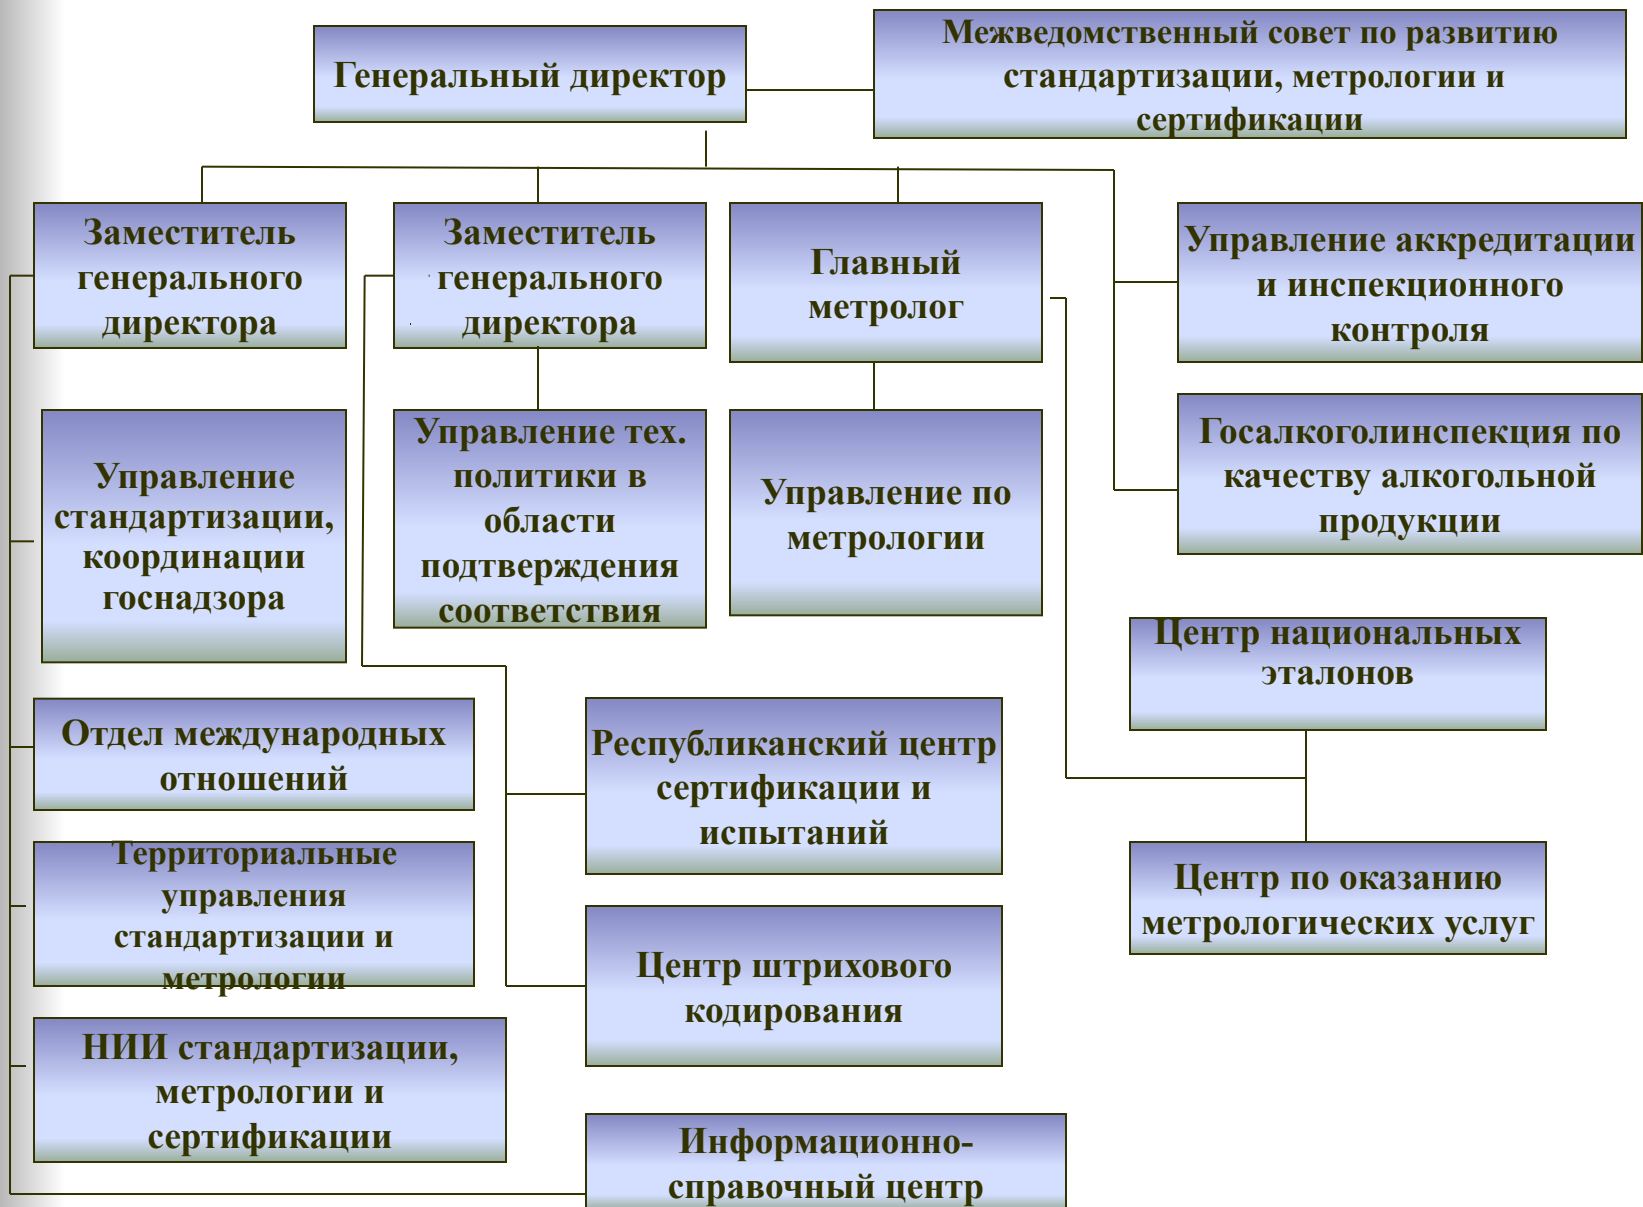 Генеральный директор
Межведомственный совет по развитию
стандартизации, метрологии и
сертификации
Заместитель
генерального
директора
Заместитель
генерального
директора
Главный
метролог
Управление аккредитации
и инспекционного
контроля
Управление
стандартизации,
координации
госнадзора
Управление тех.
политики в
области
подтверждения
соответствия
Управление по
метрологии
Госалкоголинспекция по
качеству алкогольной
продукции
Центр национальных
эталонов
Отдел международных
отношений
Республиканский центр
сертификации и
испытаний
Территориальные
управления
стандартизации и
метрологии
Центр по оказанию
метрологических услуг
Центр штрихового
кодирования
НИИ стандартизации,
метрологии и
сертификации
Информационно-
справочный центр